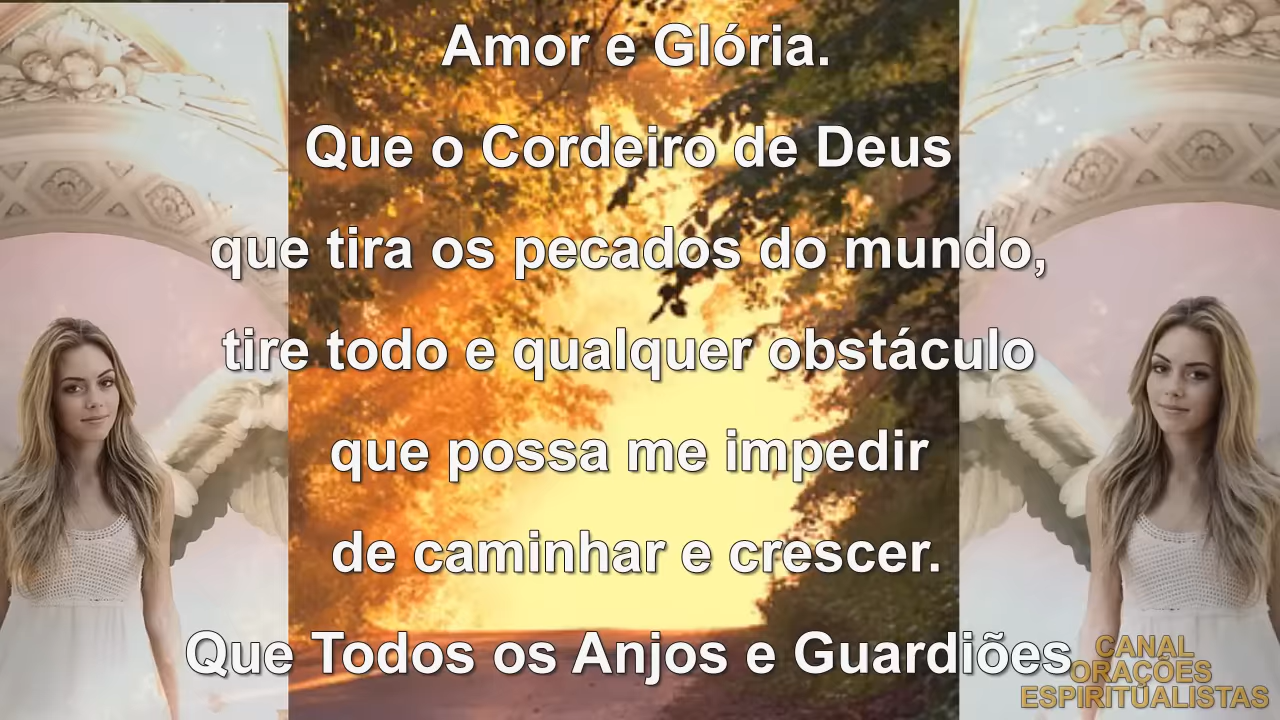 Amor e Glória.
Que o Cordeiro de Deus
que tira os pecados do mundo,
tire todo e qualquer obstáculo
que possa me impedir
de caminhar e crescer.
Que Todos os Anjos e Guardiões
CANAL
ORAÇÕES
ESPIRITUALISTAS